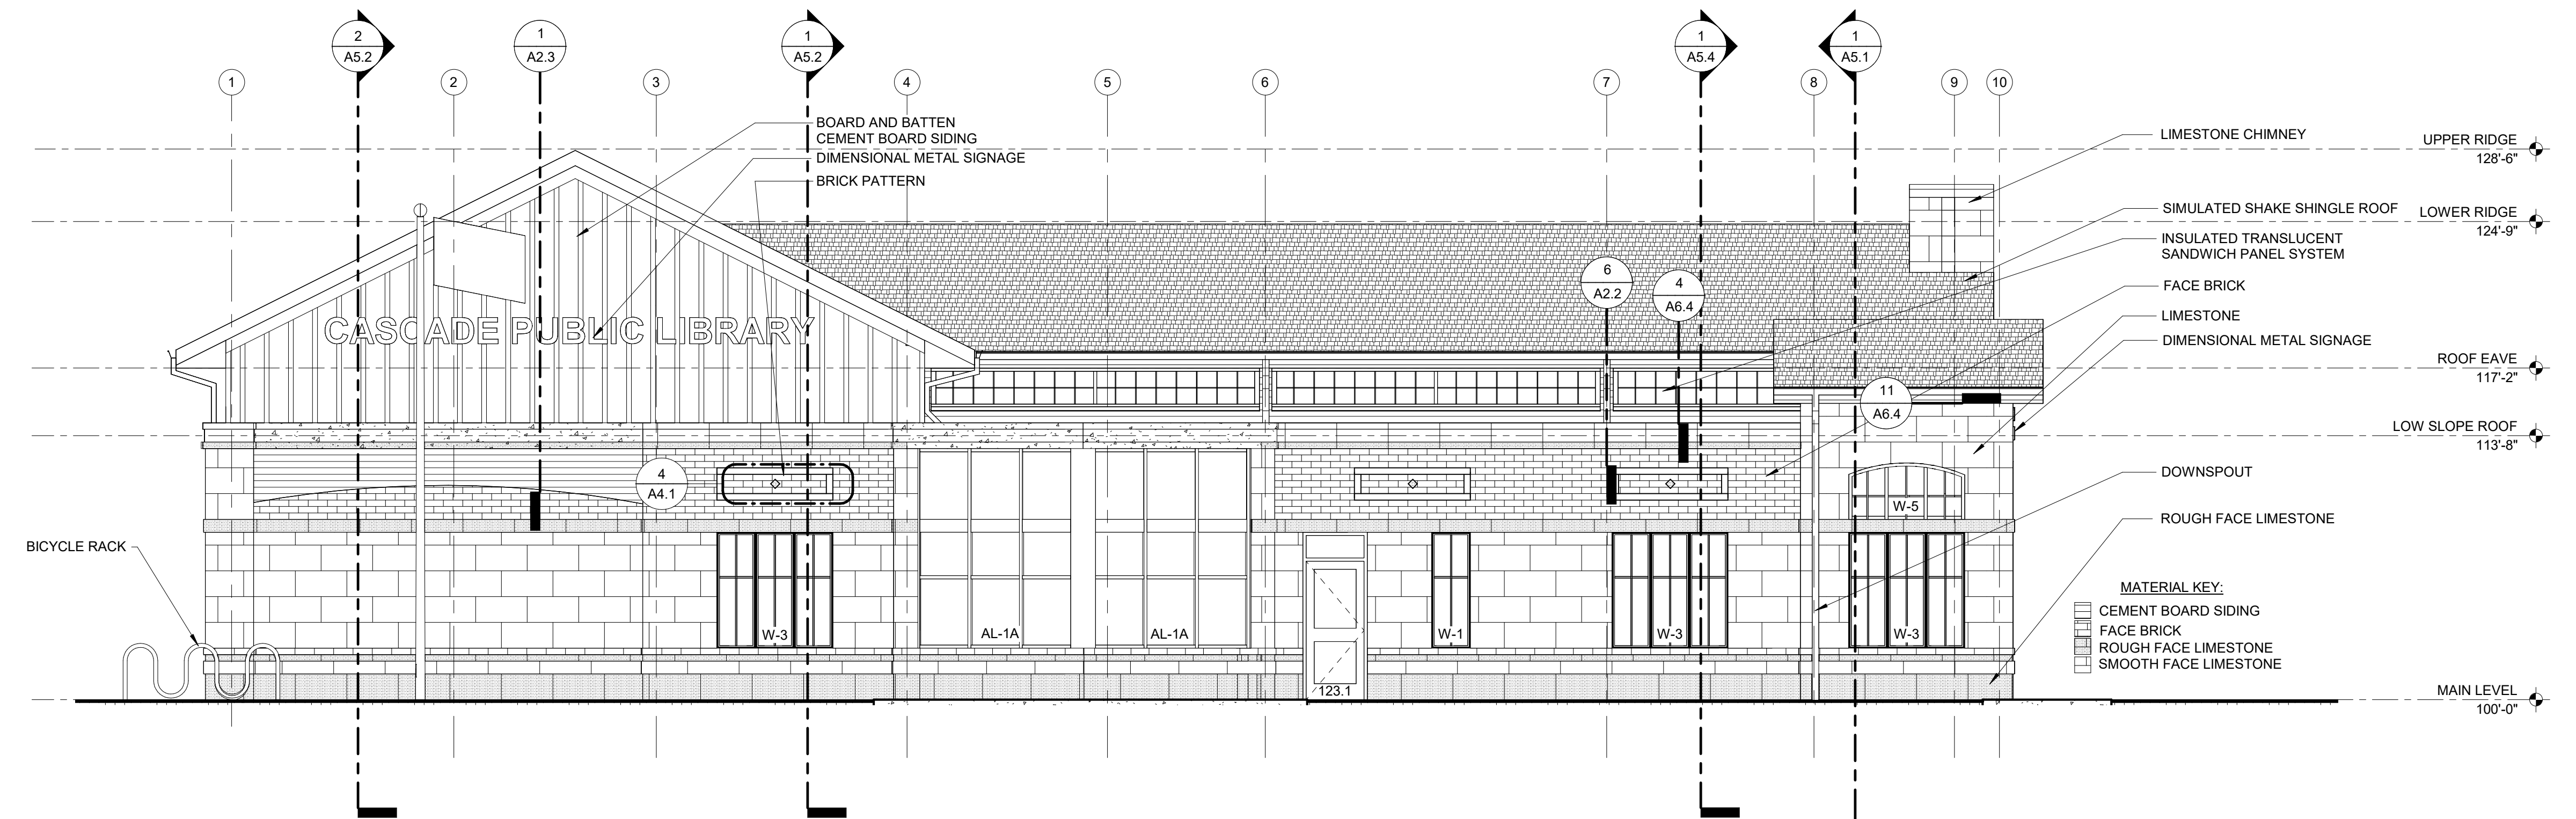 2
A5.2
1
A2.3
1
A5.2
1
A5.4
1
A5.1
1
2
3
4
5
6
7
8
9
10
BOARD AND BATTEN
CEMENT BOARD SIDING
DIMENSIONAL METAL SIGNAGE
BRICK PATTERN
LIMESTONE CHIMNEY
UPPER RIDGE
128'-6"
SIMULATED SHAKE SHINGLE ROOF
LOWER RIDGE
124'-9"
INSULATED TRANSLUCENT
SANDWICH PANEL SYSTEM
FACE BRICK
LIMESTONE
DIMENSIONAL METAL SIGNAGE
ROOF EAVE
117'-2"
6
A2.2
4
A6.4
CASCADE PUBLIC LIBRARY
11
A6.4
LOW SLOPE ROOF
113'-8"
4
A4.1
DOWNSPOUT
W-5
ROUGH FACE LIMESTONE
BICYCLE RACK
MATERIAL KEY:
CEMENT BOARD SIDING
FACE BRICK
ROUGH FACE LIMESTONE
SMOOTH FACE LIMESTONE
W-3
AL-1A
AL-1A
W-1
W-3
W-3
123.1
MAIN LEVEL
100'-0"